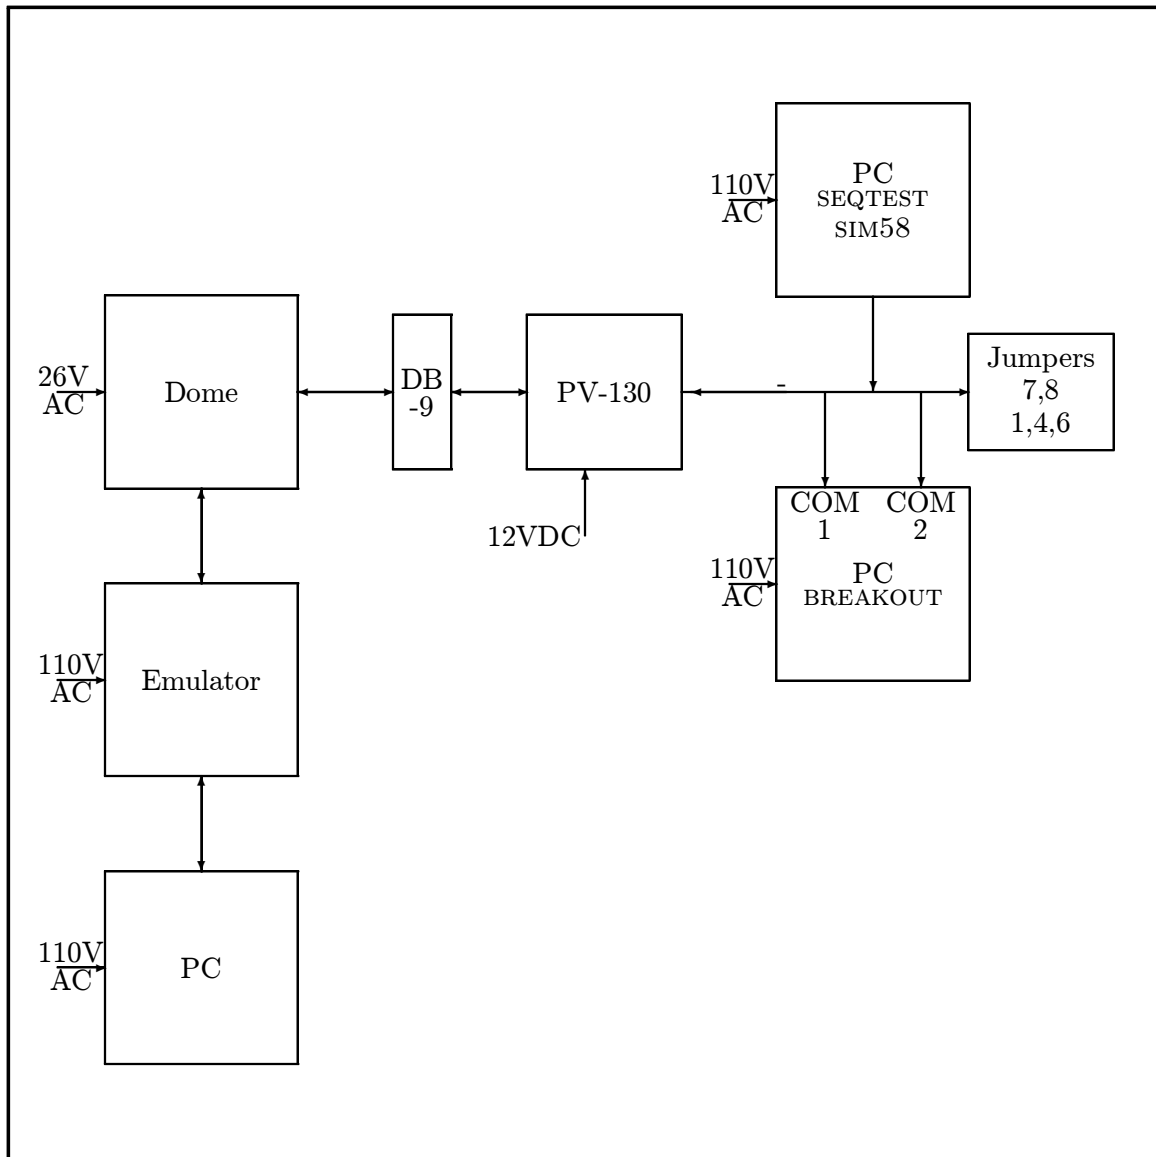 110V
AC
PC
SEQTEST
SIM58
26V
AC
Dome
DB
-9
PV-130
-
Jumpers
7,8
1,4,6
12VDC
COM
1
COM
2
110V
AC
PC
BREAKOUT
110V
AC
Emulator
110V
AC
PC